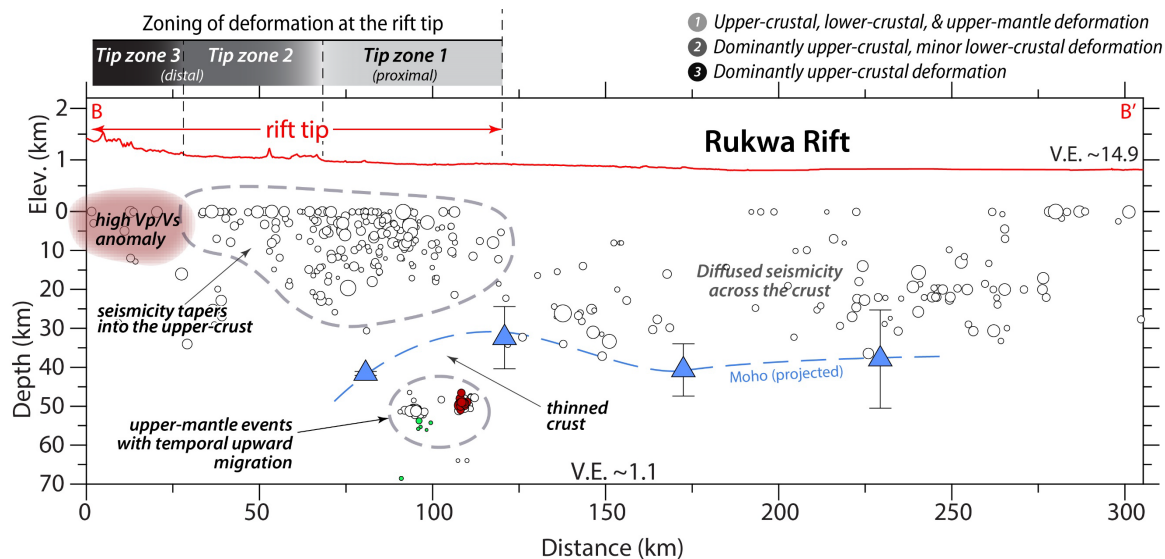 Zoning of deformation at the rift tip
Tip zone 3
(distal)
Tip zone 2
Tip zone 1
(proximal)
1 Upper-crustal, lower-crustal, & upper-mantle deformation
2 Dominantly upper-crustal, minor lower-crustal deformation
3 Dominantly upper-crustal deformation
B
B’
rift tip
Rukwa Rift
V.E. ~14.9
Elev. (km)
2
1
0
high Vp/Vs
anomaly
seismicity tapers
into the upper-crust
Diffused seismicity
across the crust
Moho (projected)
thinned
crust
upper-mantle events
with temporal upward
migration
V.E. ~1.1
Depth (km)
10
20
30
40
50
60
70
0
50
100
150
200
250
300
Distance (km)